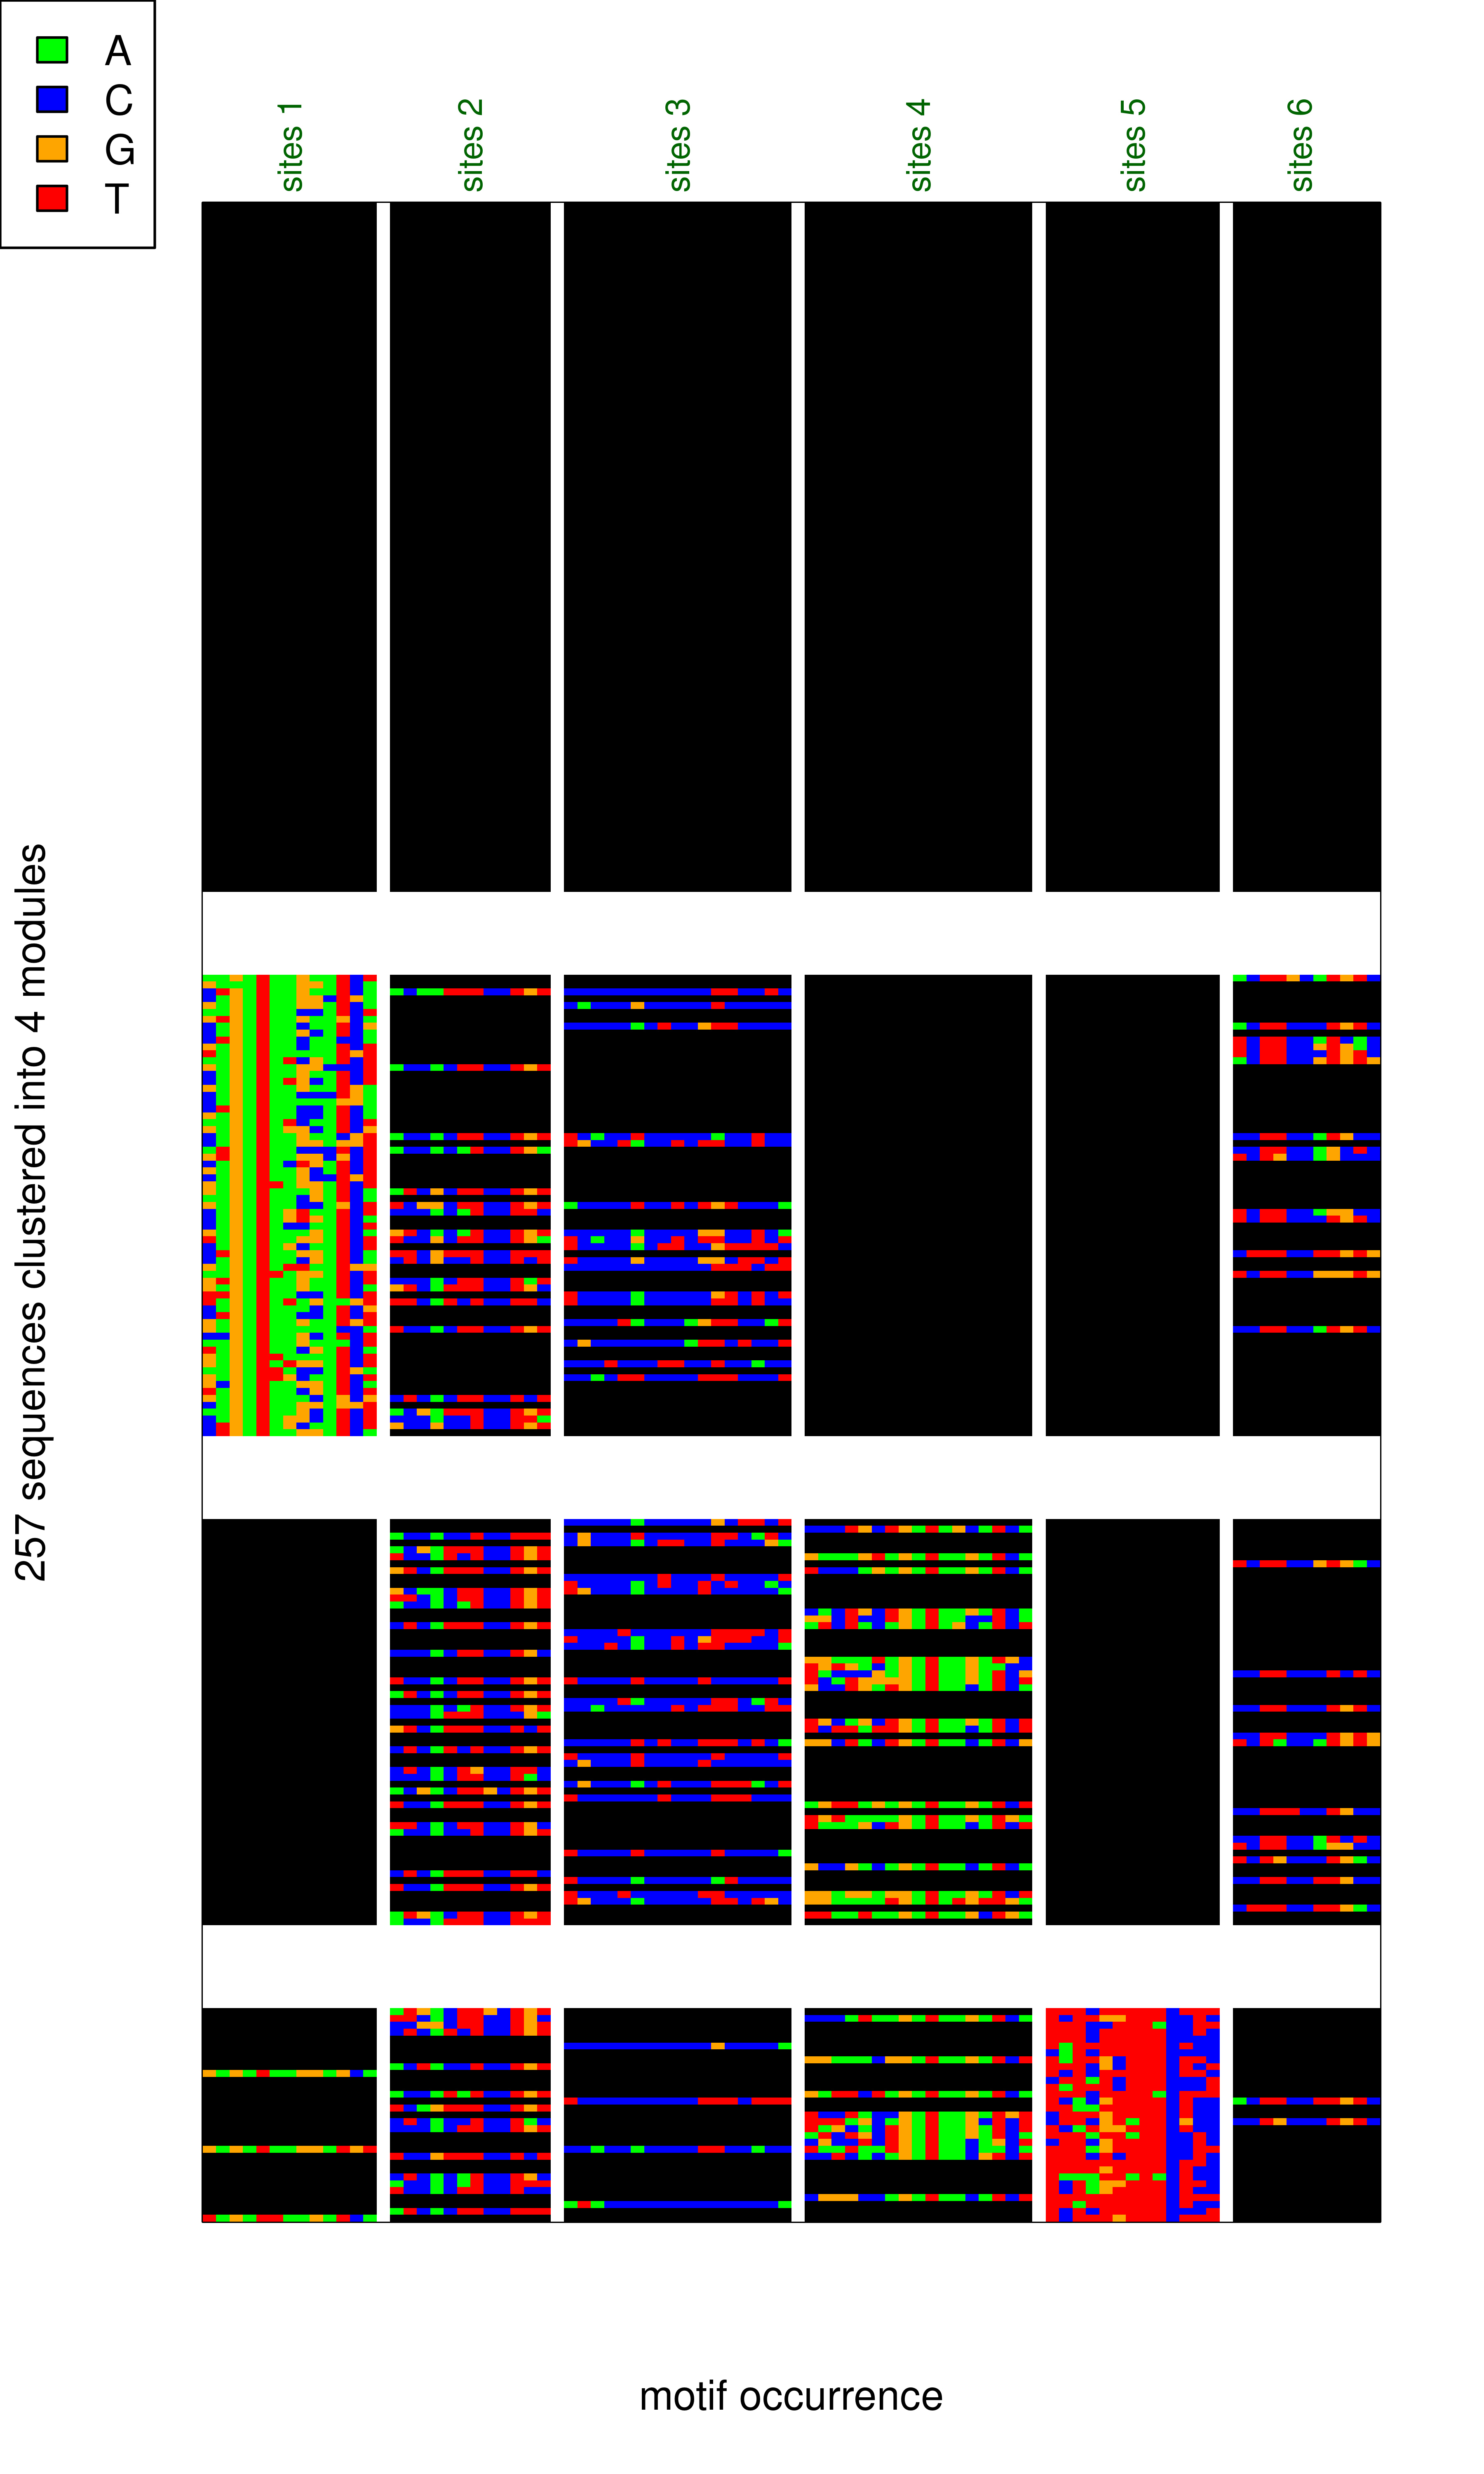 A
C
G
T
sites 1
sites 2
sites 3
sites 4
sites 5
sites 6
257 sequences clustered into 4 modules
motif occurrence